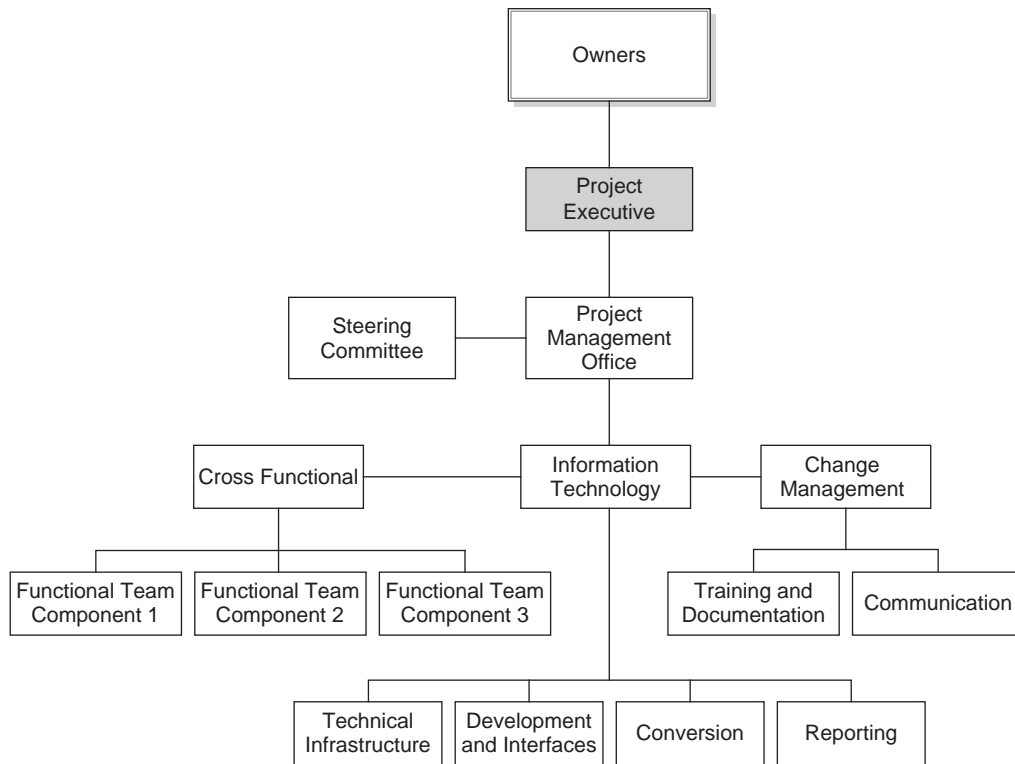 Owners
Project
Executive
Steering
Committee
Project
Management
Office
Cross Functional
Information
Technology
Change
Management
Functional Team
Component 1
Functional Team
Component 2
Functional Team
Component 3
Training and
Documentation
Communication
Technical
Infrastructure
Development
and Interfaces
Conversion
Reporting